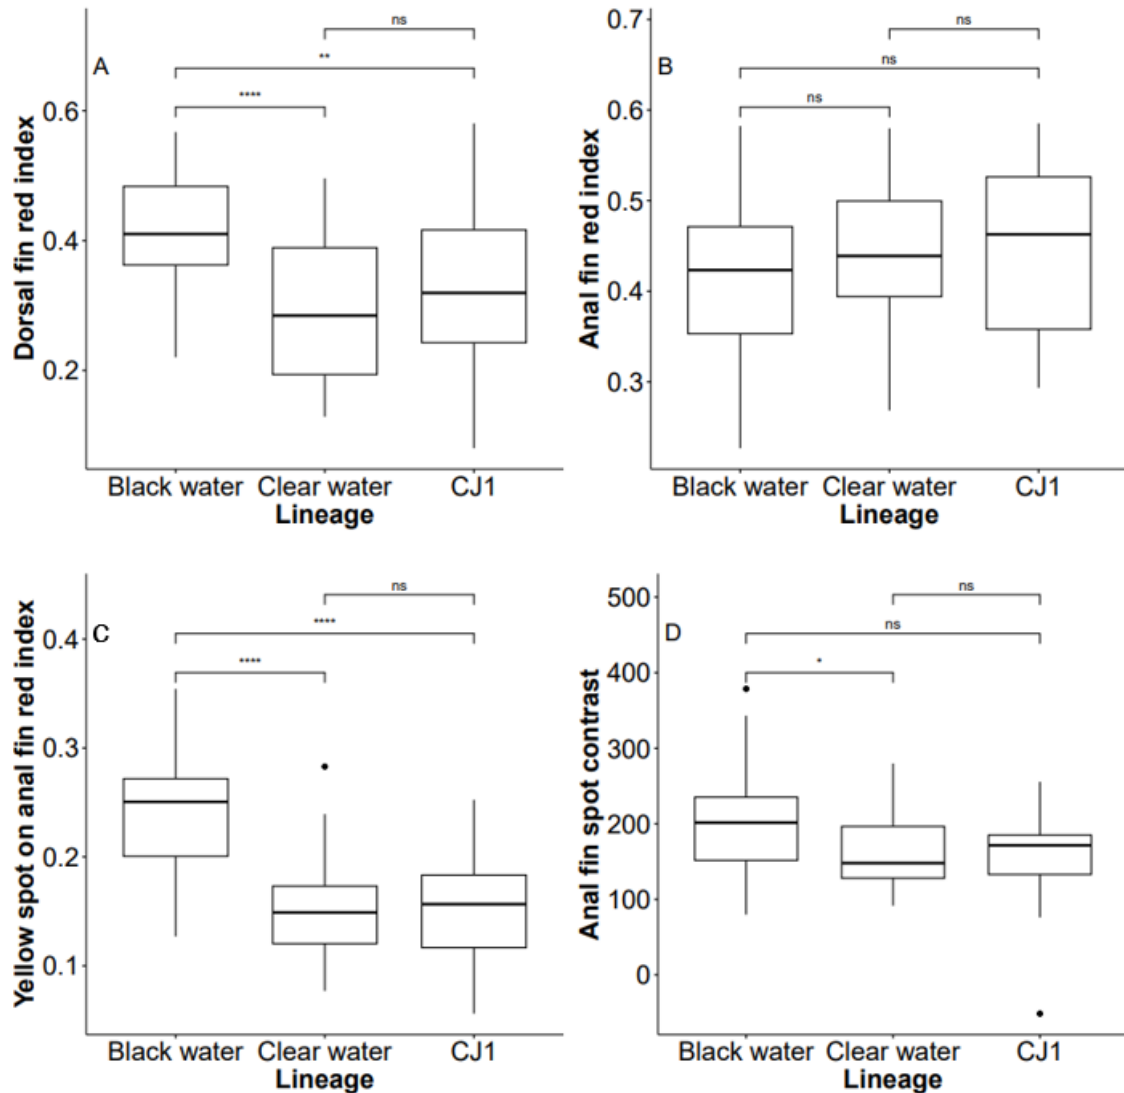 A
Dorsal fin red index
0.6
0.4
0.2
ns
**
****
Black water Clear water CJ1
Lineage
B
Anal fin red index
0.7
0.6
0.5
0.4
0.3
ns
ns
ns
Black water Clear water CJ1
Lineage
C
Yellow spot on anal fin red index
0.4
0.3
0.2
0.1
ns
****
****
Black water Clear water CJ1
Lineage
D
Anal fin spot contrast
500
400
300
200
100
0
ns
ns
*
Black water Clear water CJ1
Lineage